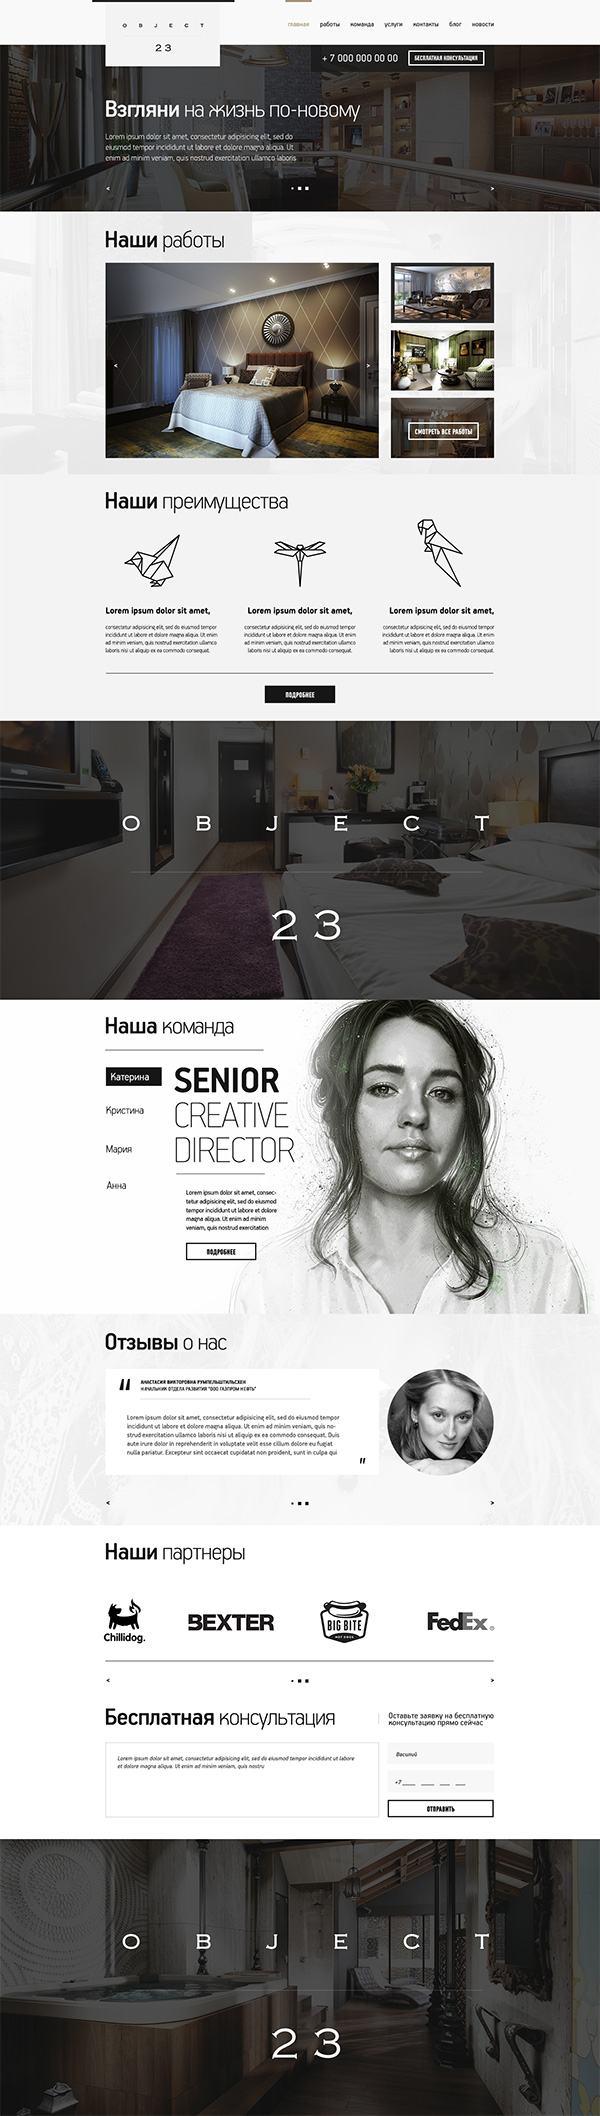 OBJECT
23
главная работы команда услуги контакты блог новости
+ 7 000 000 00 00
БЕСПЛАТНАЯ КОНСУЛЬТАЦИЯ
Взгляни на жизнь по-новому
Lorem ipsum dolor sit amet, consectetur adipisicing elit, sed do
eiusmod tempor incididunt ut labore et dolore magna aliqua. Ut
enim ad minim veniam, quis nostrud exercitation ullamco laboris
Наши работы
СМОТРЕТЬ ВСЕ РАБОТЫ
Наши преимущества
Lorem ipsum dolor sit amet,
consectetur adipisicing elit, sed do eiusmod tempor
incididunt ut labore et dolore magna aliqua. Ut enim
ad minim veniam, quis nostrud exercitation ullamco
laboris nisi ut aliquip ex ea commodo consequat.
Lorem ipsum dolor sit amet,
consectetur adipisicing elit, sed do eiusmod tempor
incididunt ut labore et dolore magna aliqua. Ut enim
ad minim veniam, quis nostrud exercitation ullamco
laboris nisi ut aliquip ex ea commodo consequat.
Lorem ipsum dolor sit amet,
consectetur adipisicing elit, sed do eiusmod tempor
incididunt ut labore et dolore magna aliqua. Ut enim
ad minim veniam, quis nostrud exercitation ullamco
laboris nisi ut aliquip ex ea commodo consequat.
ПОДРОБНЕЕ
OBJECT
23
Наша команда
Катерина
Кристина
Мария
Анна
SENIOR
CREATIVE
DIRECTOR
Lorem ipsum dolor sit amet, consec-
tetur adipisicing elit, sed do eiusmod
tempor incididunt ut labore et dolore
magna aliqua. Ut enim ad minim
veniam, quis nostrud exercitation
ПОДРОБНЕЕ
Отзывы о нас
АНАСТАСИЯ ВИКТОРОВНА РУМПЕЛЬШТИЛЬСХЕН
НАЧАЛЬНИК ОТДЕЛА РАЗВИТИЯ "ООО ГАЗПРОМ НЕФТЬ"
Lorem ipsum dolor sit amet, consectetur adipisicing elit, sed do eiusmod tempor
incididunt ut labore et dolore magna aliqua. Ut enim ad minim veniam, quis no-
strud exercitation ullamco laboris nisi ut aliquip ex ea commodo consequat. Duis
aute irure dolor in reprehenderit in voluptate velit esse cillum dolore eu fugiat
nulla pariatur. Excepteur sint occaecat cupidatat non proident, sunt in culpa qui
Наши партнеры
Chillidog.
BEXTER
BIG BITE
HOT DOGS
FedEx®
Бесплатная консультация
Оставьте заявку на бесплатную
консультацию прямо сейчас
Lorem ipsum dolor sit amet, consectetur adipisicing elit, sed do eiusmod tempor incididunt ut labore
et dolore magna aliqua. Ut enim ad minim veniam, quis nostru
Василий
+7 ____ ____ ___ ___
ОТПРАВИТЬ
OBJECT
23